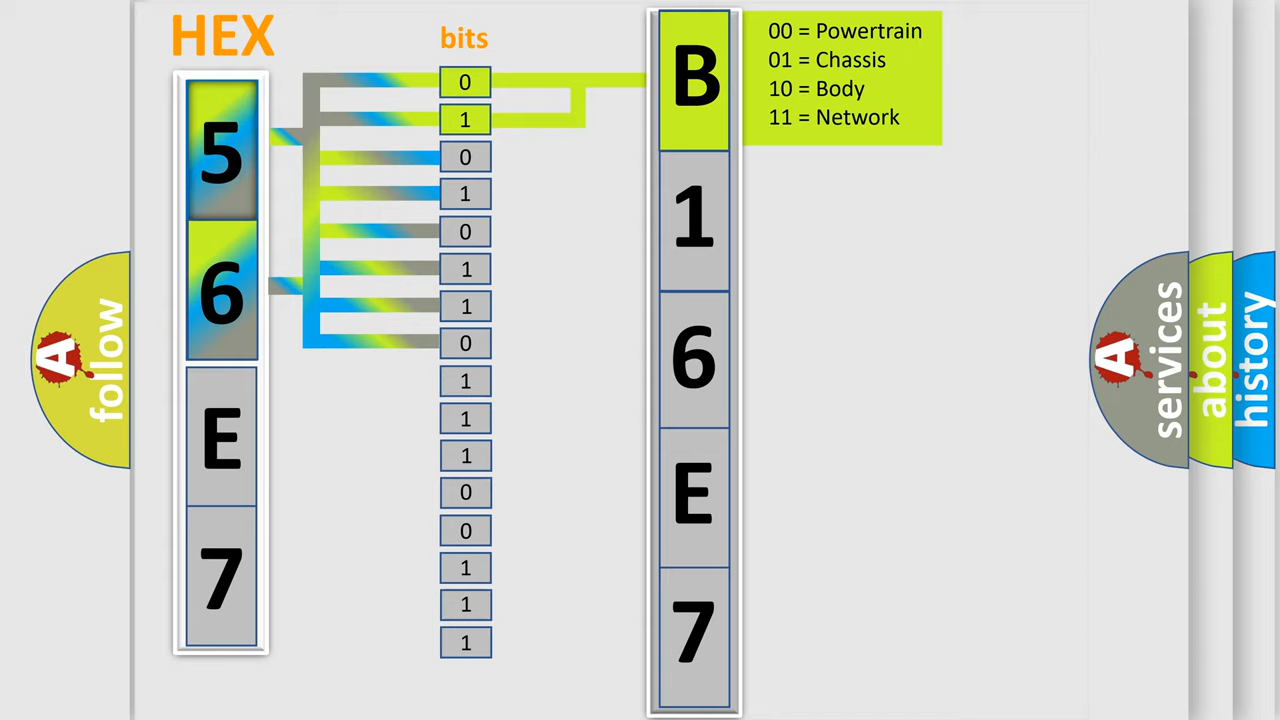 HEX
bits
5
6
E
7
0
1
0
1
0
1
1
0
1
1
1
0
0
1
1
1
B
1
6
E
7
00 = Powertrain
01 = Chassis
10 = Body
11 = Network
A
follow
A
services
about
history